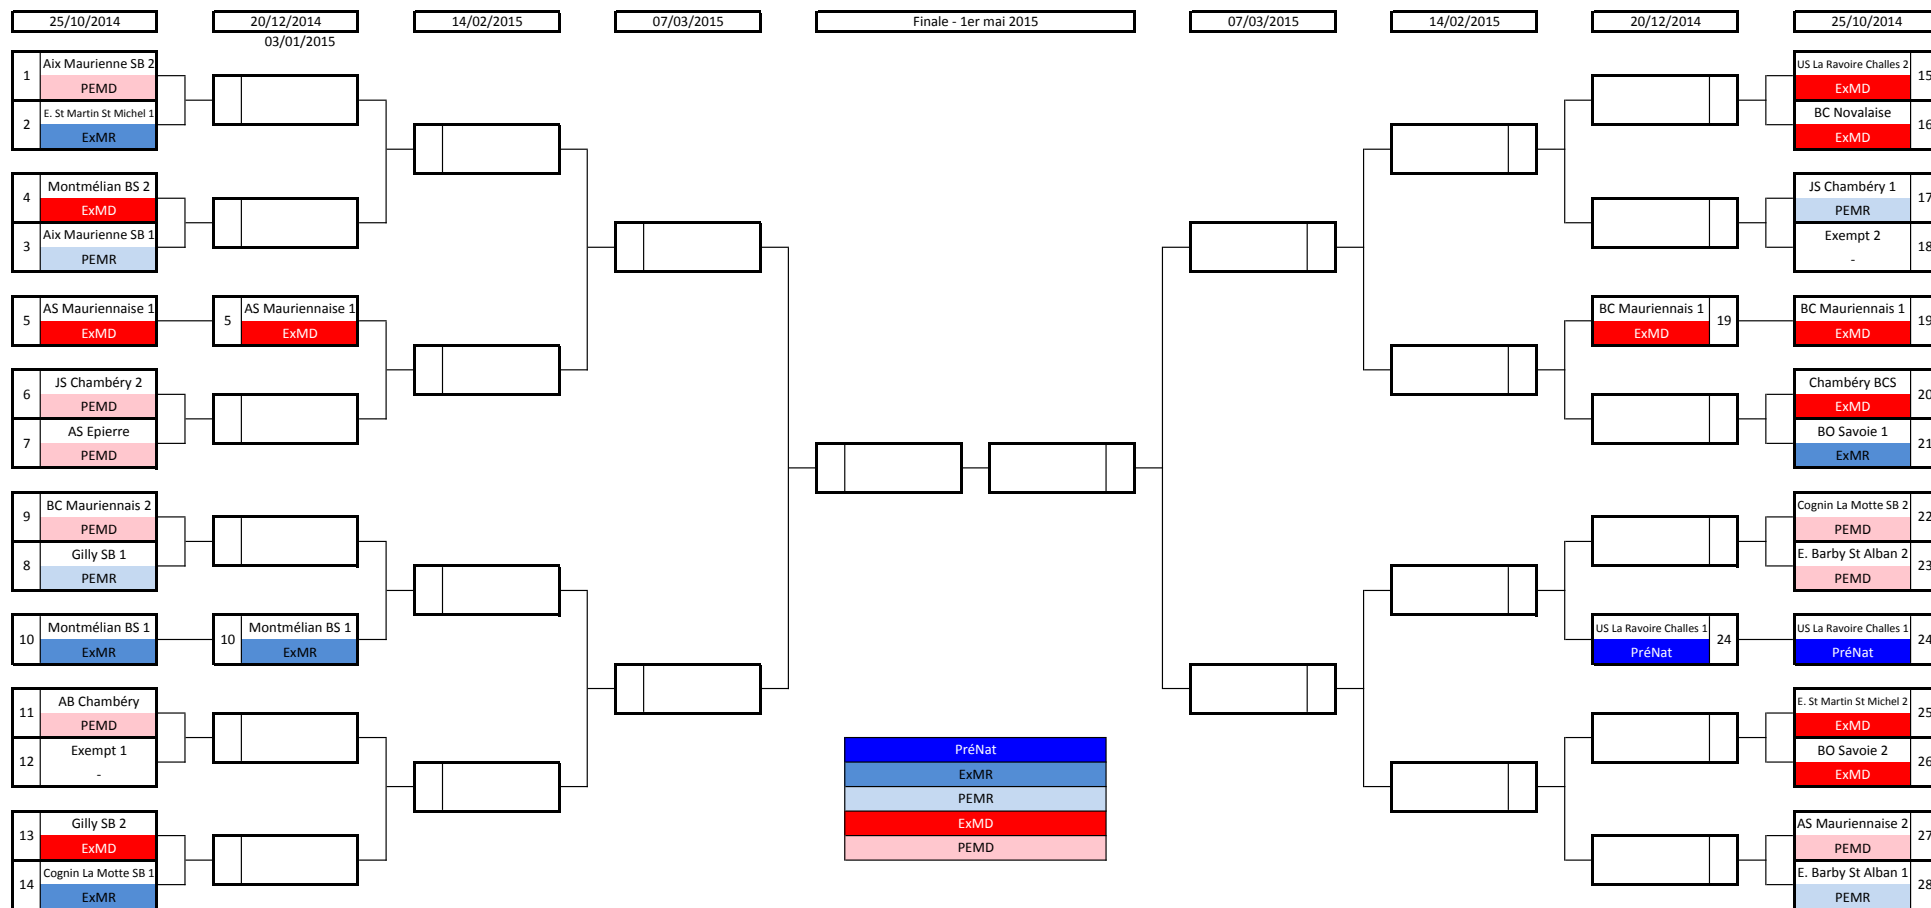 25/10/2014
20/12/2014
14/02/2015
07/03/2015
Finale - 1er mai 2015
07/03/2015
14/02/2015
20/12/2014
25/10/2014
03/01/2015
1
Aix Maurienne SB 2
PEMD
2
E. St Martin St Michel 1
ExMR
4
Montmélian BS 2
ExMD
3
Aix Maurienne SB 1
PEMR
5
AS Mauriennaise 1
ExMD
5
AS Mauriennaise 1
ExMD
6
JS Chambéry 2
PEMD
7
AS Epierre
PEMD
9
BC Mauriennais 2
PEMD
8
Gilly SB 1
PEMR
10
Montmélian BS 1
ExMR
10
Montmélian BS 1
ExMR
11
AB Chambéry
PEMD
12
Exempt 1
-
13
Gilly SB 2
ExMD
14
Cognin La Motte SB 1
ExMR
PréNat
ExMR
PEMR
ExMD
PEMD
US La Ravoire Challes 2
15
ExMD
BC Novalaise
16
ExMD
JS Chambéry 1
17
PEMR
Exempt 2
18
-
BC Mauriennais 1
19
ExMD
BC Mauriennais 1
19
ExMD
Chambéry BCS
20
ExMD
BO Savoie 1
21
ExMR
Cognin La Motte SB 2
22
PEMD
E. Barby St Alban 2
23
PEMD
US La Ravoire Challes 1
24
PréNat
US La Ravoire Challes 1
24
PréNat
E. St Martin St Michel 2
25
ExMD
BO Savoie 2
26
ExMD
AS Mauriennaise 2
27
PEMD
E. Barby St Alban 1
28
PEMR